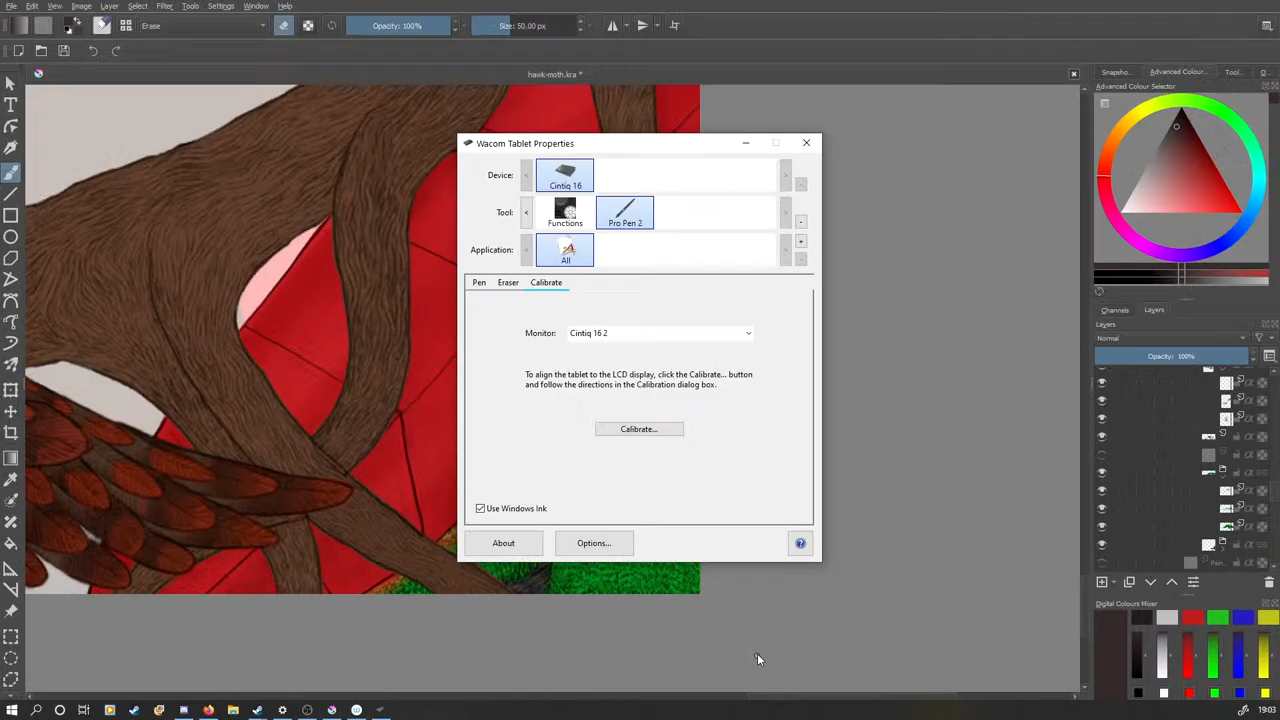 File Edit View Image Layer Select Filter Tools Settings Window Help
Erase Opacity: 100% Size: 50.00 px
hawk-moth.kra *
Snapsho... Advanced Colour... Tool...
Advanced Colour Selector
Wacom Tablet Properties
Device:
Cintiq 16
Tool:
Functions
Pro Pen 2
Application:
All
Pen Eraser Calibrate
Monitor: Cintiq 16 2
To align the tablet to the LCD display, click the Calibrate... button
and follow the directions in the Calibration dialog box.
Calibrate...
Use Windows Ink
About Options...
Channels Layers
Layers
Normal
Opacity: 100%
Pain...
Digital Colours Mixer
19:03